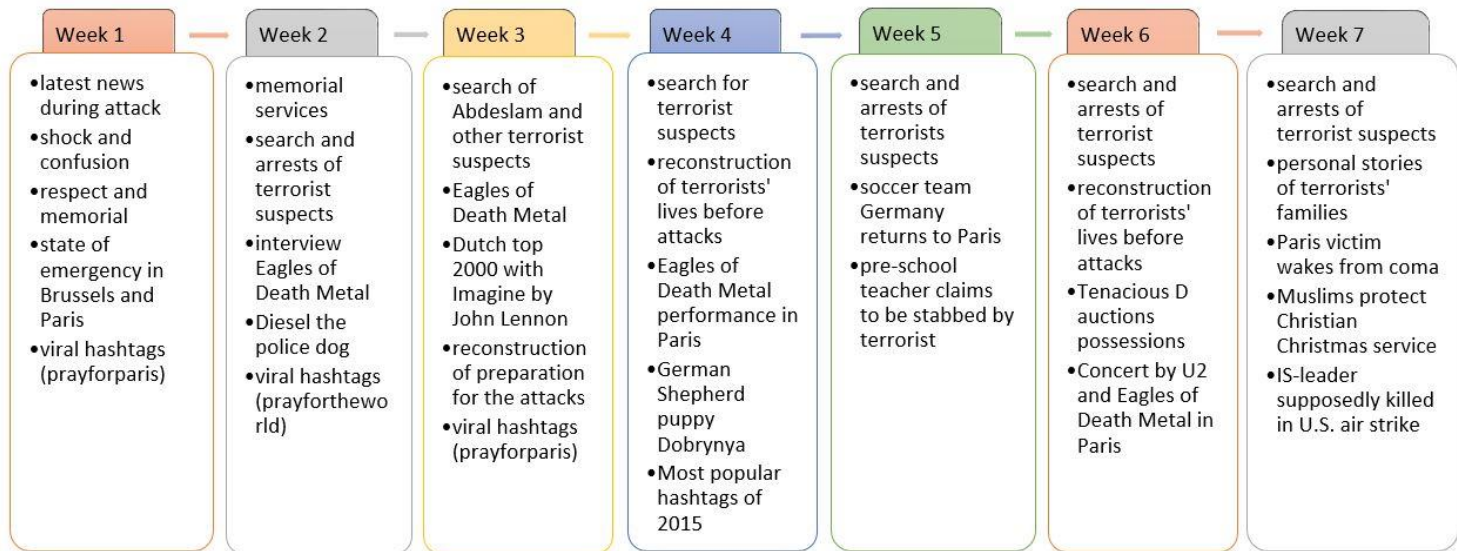 Week 1
•latest news
during attack
•shock and
confusion
•respect and
memorial
•state of
emergency in
Brussels and
Paris
•viral hashtags
(prayforparis)
Week 2
•memorial
services
•search and
arrests of
terrorist
suspects
•interview
Eagles of
Death Metal
•Diesel the
police dog
•viral hashtags
(prayforthewo
rld)
Week 3
•search of
Abdeslam and
other terrorist
suspects
•Eagles of
Death Metal
•Dutch top
2000 with
Imagine by
John Lennon
•reconstruction
of preparation
for the attacks
•viral hashtags
(prayforparis)
Week 4
•search for
terrorist
suspects
•reconstruction
of terrorists'
lives before
attacks
•Eagles of
Death Metal
performance in
Paris
•German
Shepherd
puppy
Dobrynya
•Most popular
hashtags of
2015
Week 5
•search and
arrests of
terrorists
suspects
•soccer team
Germany
returns to Paris
•pre-school
teacher claims
to be stabbed by
terrorist
Week 6
•search and
arrests of
terrorist
suspects
•reconstruction
of terrorists'
lives before
attacks
•Tenacious D
auctions
possessions
•Concert by U2
and Eagles of
Death Metal in
Paris
Week 7
•search and
arrests of
terrorist suspects
•personal stories
of terrorists'
families
•Paris victim
wakes from coma
•Muslims protect
Christian
Christmas service
•IS-leader
supposedly killed
in U.S. air strike